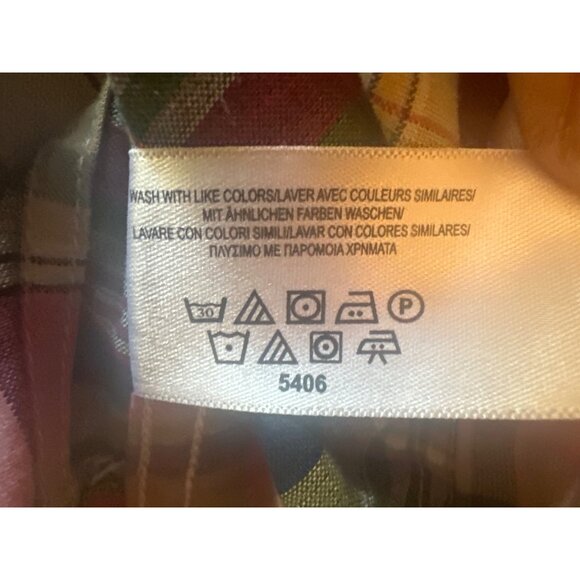 WASH WITH LIKE COLORS/LAVER AVEC COULEURS SIMILAIRES/
MIT ÄHNLICHEN FARBEN WASCHEN/
LAVARE CON COLORI SIMILI/LAVAR CON COLORES SIMILARES/
ΠΛΥΣΙΜΟ ΜΕ ΠΑΡΟΜΟΙΑ ΧΡΗΜΑΤΑ
30 P
5406